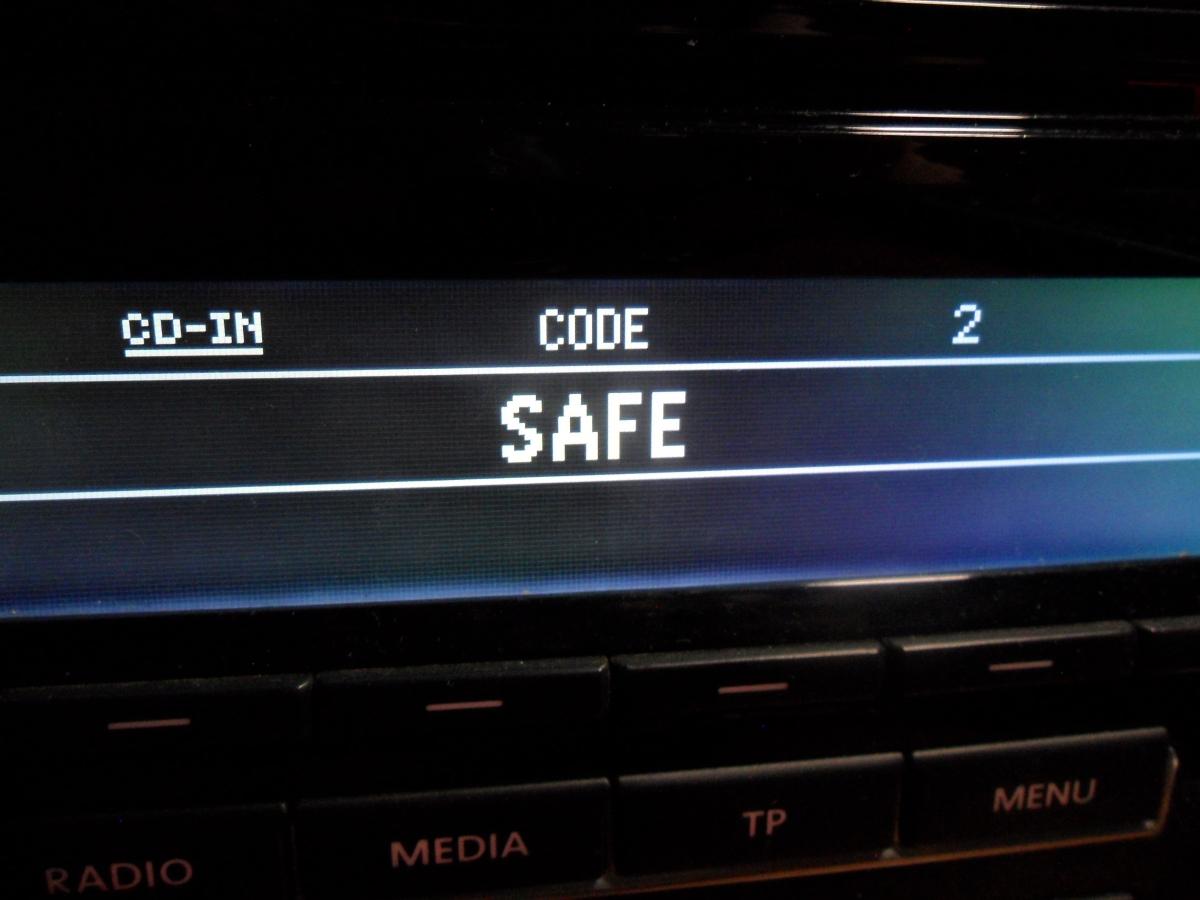 CD-IN CODE 2
SAFE
RADIO MEDIA TP MENU